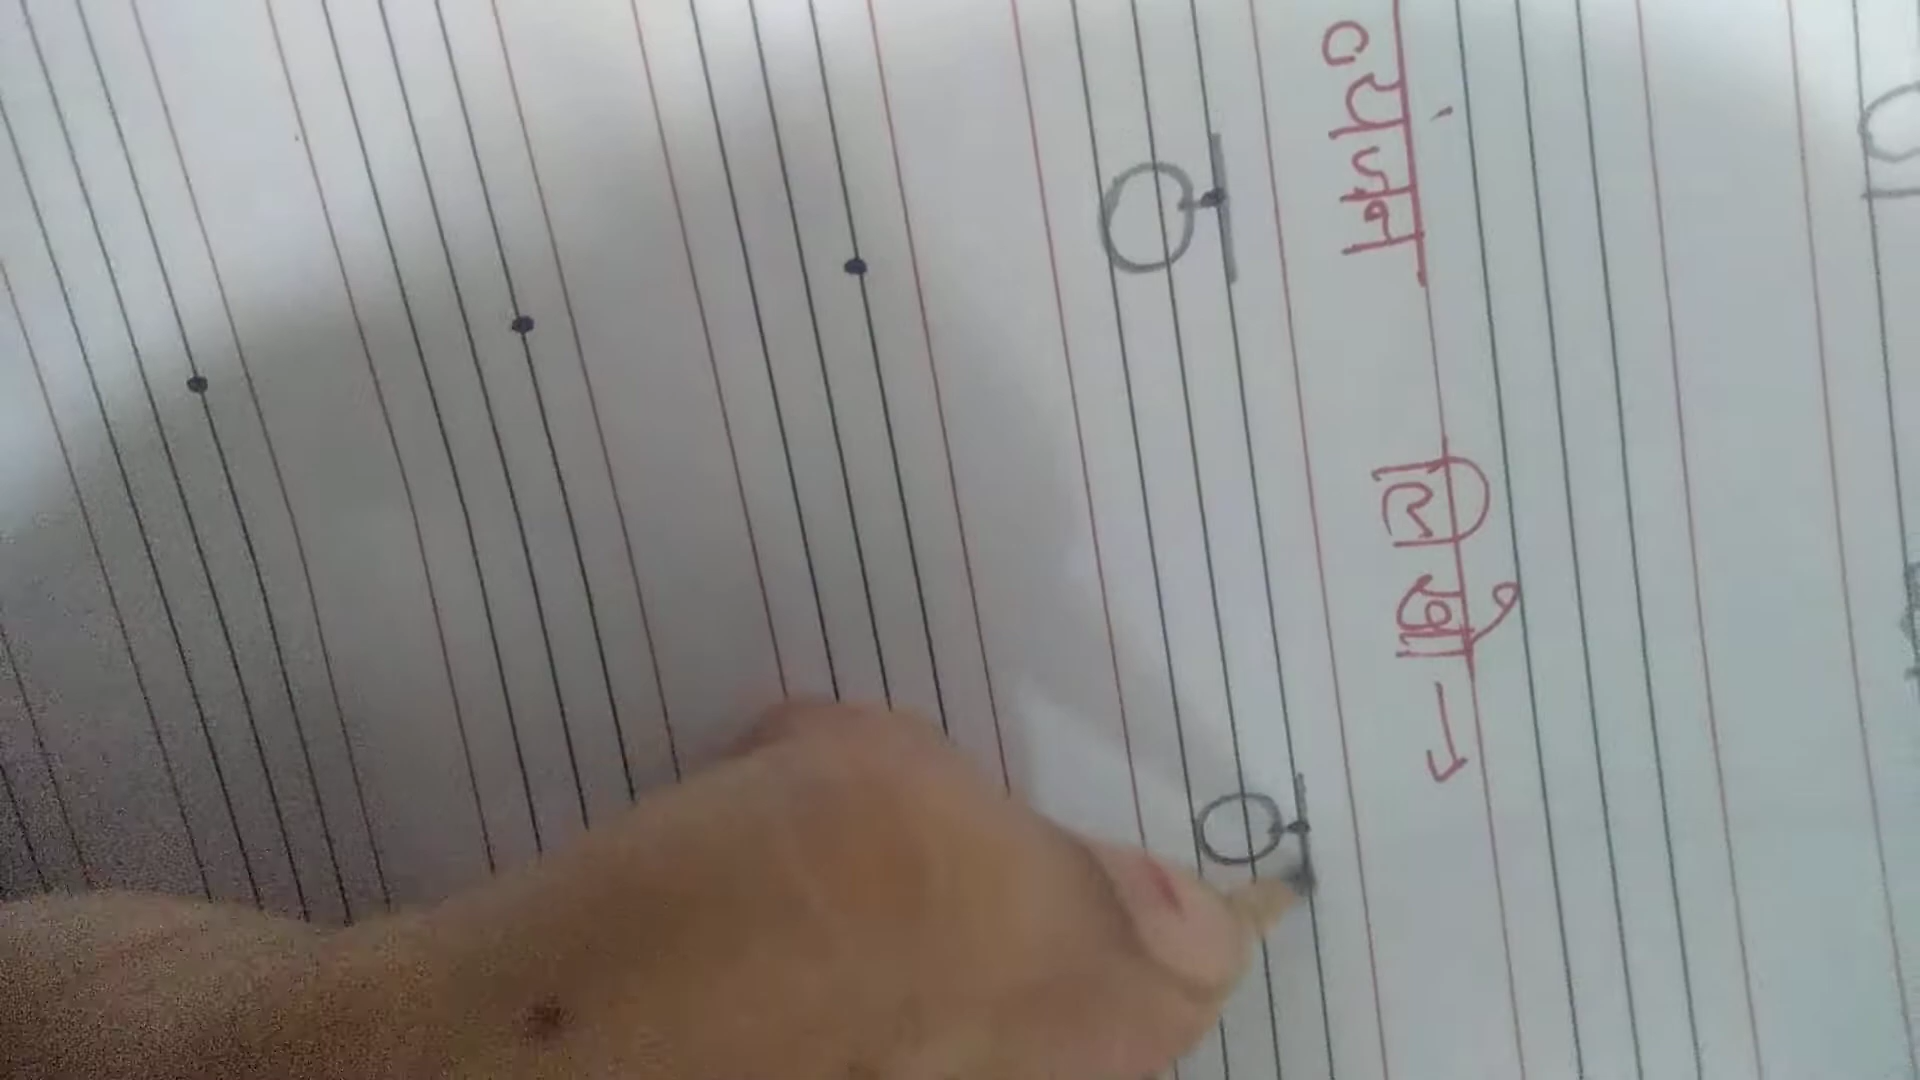 व्यंजन लिखो →
ठ ठ